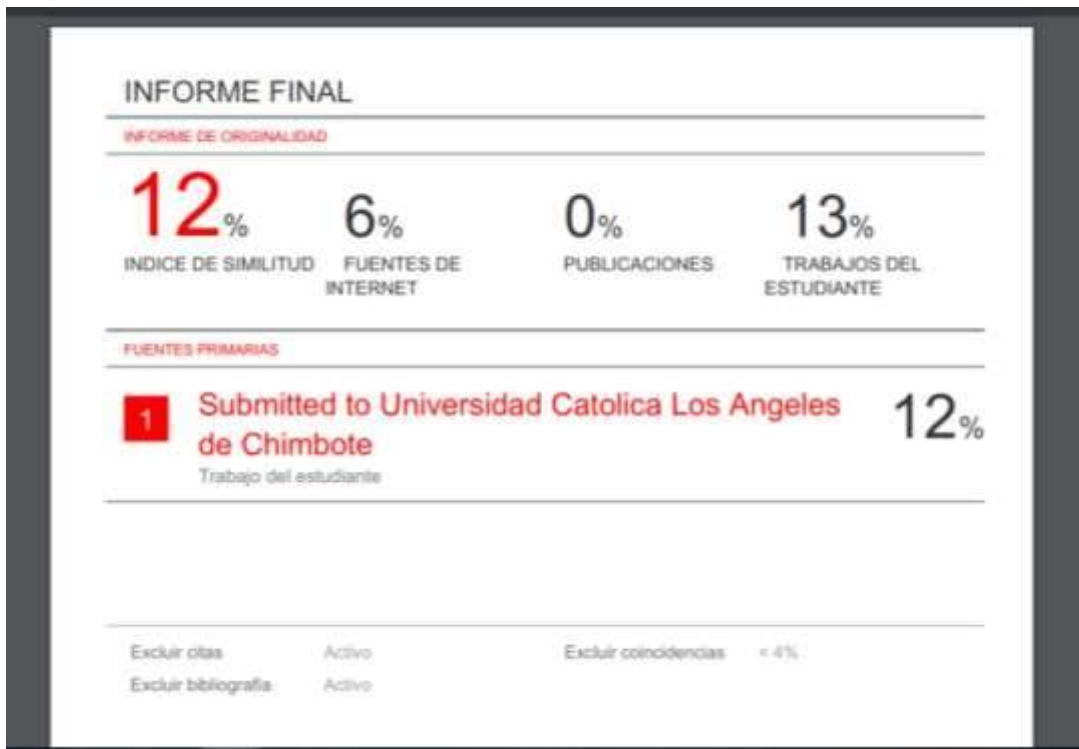 INFORME FINAL
INFORME DE ORIGINALIDAD
12%
6%
0%
13%
INDICE DE SIMILITUD
FUENTES DE
INTERNET
PUBLICACIONES
TRABAJOS DEL
ESTUDIANTE
FUENTES PRIMARIAS
1
Submitted to Universidad Catolica Los Angeles
de Chimbote
Trabajo del estudiante
12%
Excluir citas
Activo
Excluir coincidencias
< 4%
Excluir bibliografía
Activo